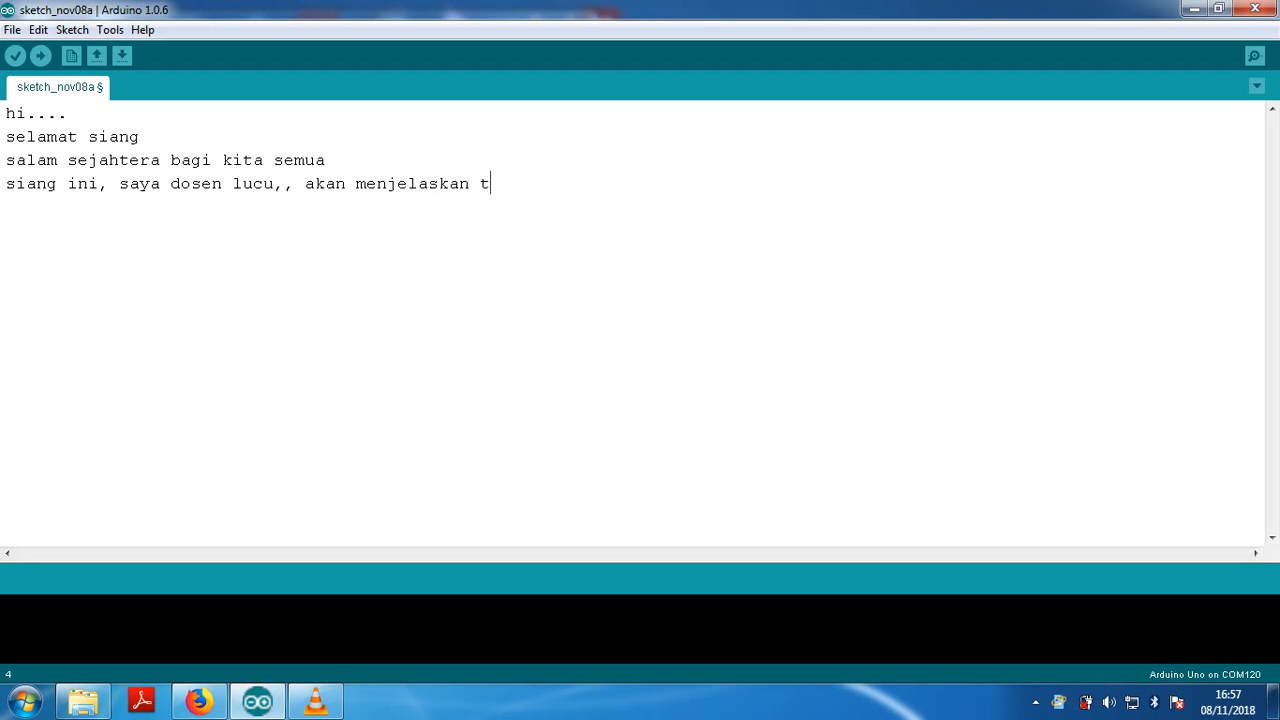 sketch_nov08a | Arduino 1.0.6
File Edit Sketch Tools Help
sketch_nov08a §
hi....
selamat siang
salam sejahtera bagi kita semua
siang ini, saya dosen lucu,, akan menjelaskan t
4
Arduino Uno on COM120
16:57
08/11/2018